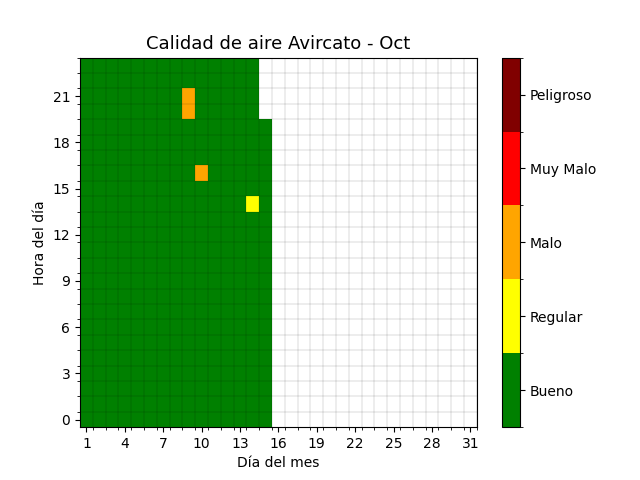 Calidad de aire Avircato - Oct
Hora del día
21
18
15
12
9
6
3
0
1 4 7 10 13 16 19 22 25 28 31
Día del mes
Peligroso
Muy Malo
Malo
Regular
Bueno